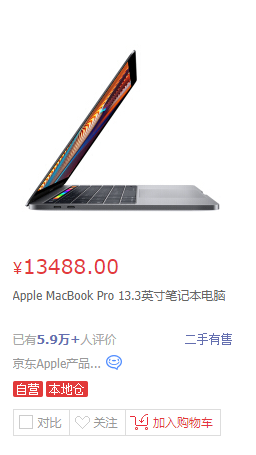 ¥13488.00
Apple MacBook Pro 13.3英寸笔记本电脑
已有5.9万+人评价 二手有售
京东Apple产品...
自营 本地仓
对比 关注 加入购物车